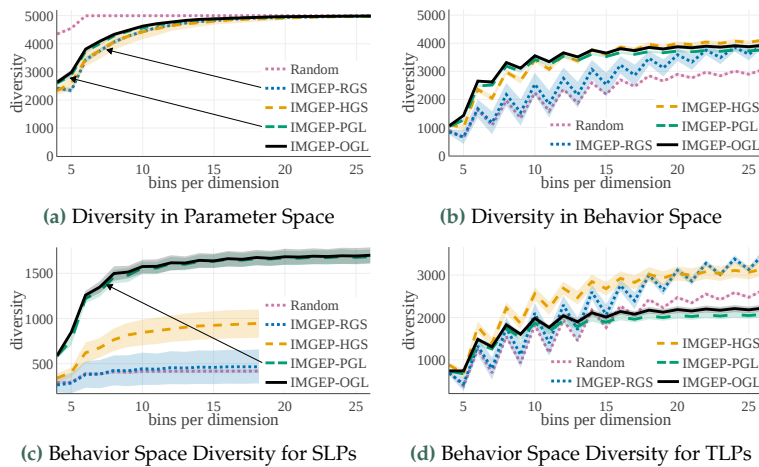 5000
4000
3000
2000
1000
0
diversity
Random
IMGEP-RGS
IMGEP-HGS
IMGEP-PGL
IMGEP-OGL
5 10 15 20 25
bins per dimension
(a) Diversity in Parameter Space
5000
4000
3000
2000
1000
0
diversity
Random
IMGEP-RGS
IMGEP-HGS
IMGEP-PGL
IMGEP-OGL
5 10 15 20 25
bins per dimension
(b) Diversity in Behavior Space
1500
1000
500
diversity
Random
IMGEP-RGS
IMGEP-HGS
IMGEP-PGL
IMGEP-OGL
5 10 15 20 25
bins per dimension
(c) Behavior Space Diversity for SLPs
3000
2000
1000
diversity
Random
IMGEP-RGS
IMGEP-HGS
IMGEP-PGL
IMGEP-OGL
5 10 15 20 25
bins per dimension
(d) Behavior Space Diversity for TLPs